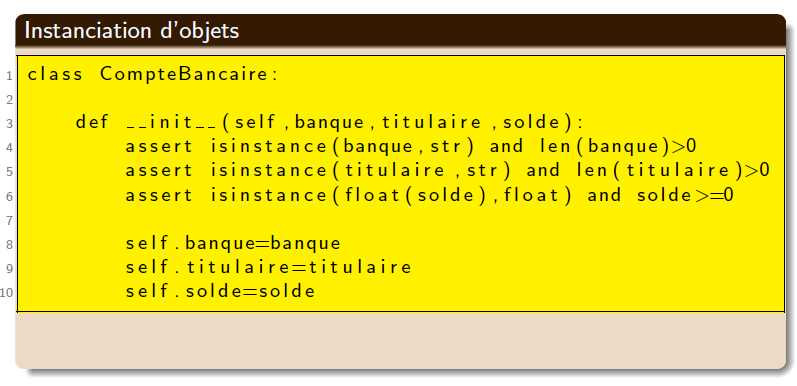 Instanciation d'objets
1 class CompteBancaire:
2
3 def __init__(self,banque,titulaire,solde):
4 assert isinstance(banque,str) and len(banque)>0
5 assert isinstance(titulaire,str) and len(titulaire)>0
6 assert isinstance(float(solde),float) and solde>=0
7
8 self.banque=banque
9 self.titulaire=titulaire
10 self.solde=solde